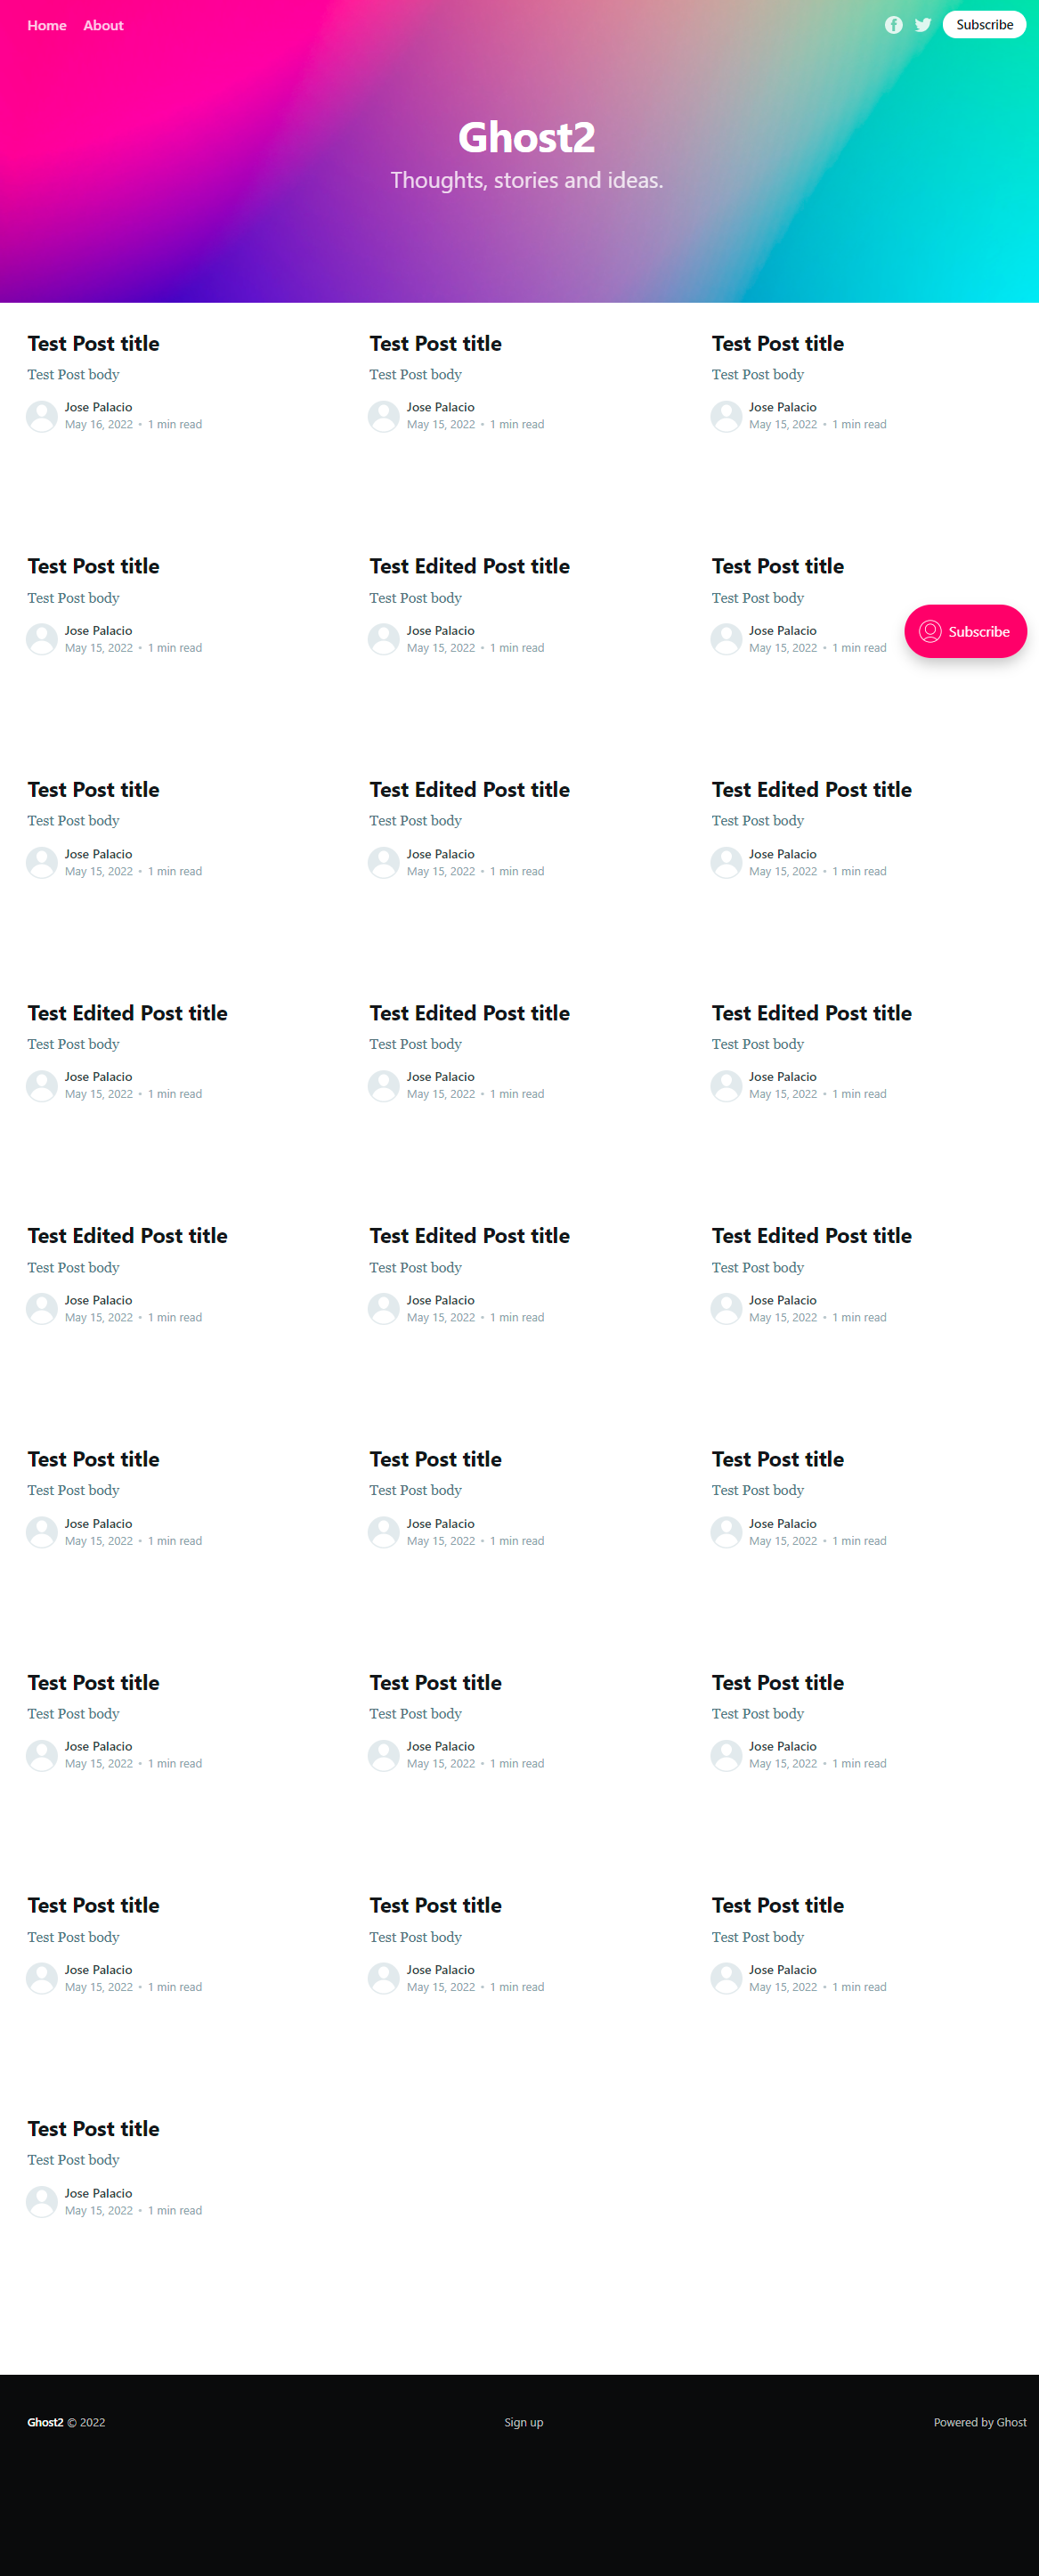 Home About Subscribe
Ghost2
Thoughts, stories and ideas.
Test Post title
Test Post body
Jose Palacio
May 16, 2022 • 1 min read
Test Post title
Test Post body
Jose Palacio
May 15, 2022 • 1 min read
Test Post title
Test Post body
Jose Palacio
May 15, 2022 • 1 min read
Test Post title
Test Post body
Jose Palacio
May 15, 2022 • 1 min read
Test Edited Post title
Test Post body
Jose Palacio
May 15, 2022 • 1 min read
Test Post title
Test Post body
Jose Palacio
May 15, 2022 • 1 min read
Subscribe
Test Post title
Test Post body
Jose Palacio
May 15, 2022 • 1 min read
Test Edited Post title
Test Post body
Jose Palacio
May 15, 2022 • 1 min read
Test Edited Post title
Test Post body
Jose Palacio
May 15, 2022 • 1 min read
Test Edited Post title
Test Post body
Jose Palacio
May 15, 2022 • 1 min read
Test Edited Post title
Test Post body
Jose Palacio
May 15, 2022 • 1 min read
Test Edited Post title
Test Post body
Jose Palacio
May 15, 2022 • 1 min read
Test Edited Post title
Test Post body
Jose Palacio
May 15, 2022 • 1 min read
Test Edited Post title
Test Post body
Jose Palacio
May 15, 2022 • 1 min read
Test Edited Post title
Test Post body
Jose Palacio
May 15, 2022 • 1 min read
Test Post title
Test Post body
Jose Palacio
May 15, 2022 • 1 min read
Test Post title
Test Post body
Jose Palacio
May 15, 2022 • 1 min read
Test Post title
Test Post body
Jose Palacio
May 15, 2022 • 1 min read
Test Post title
Test Post body
Jose Palacio
May 15, 2022 • 1 min read
Test Post title
Test Post body
Jose Palacio
May 15, 2022 • 1 min read
Test Post title
Test Post body
Jose Palacio
May 15, 2022 • 1 min read
Test Post title
Test Post body
Jose Palacio
May 15, 2022 • 1 min read
Test Post title
Test Post body
Jose Palacio
May 15, 2022 • 1 min read
Test Post title
Test Post body
Jose Palacio
May 15, 2022 • 1 min read
Test Post title
Test Post body
Jose Palacio
May 15, 2022 • 1 min read
Ghost2 © 2022 Sign up Powered by Ghost